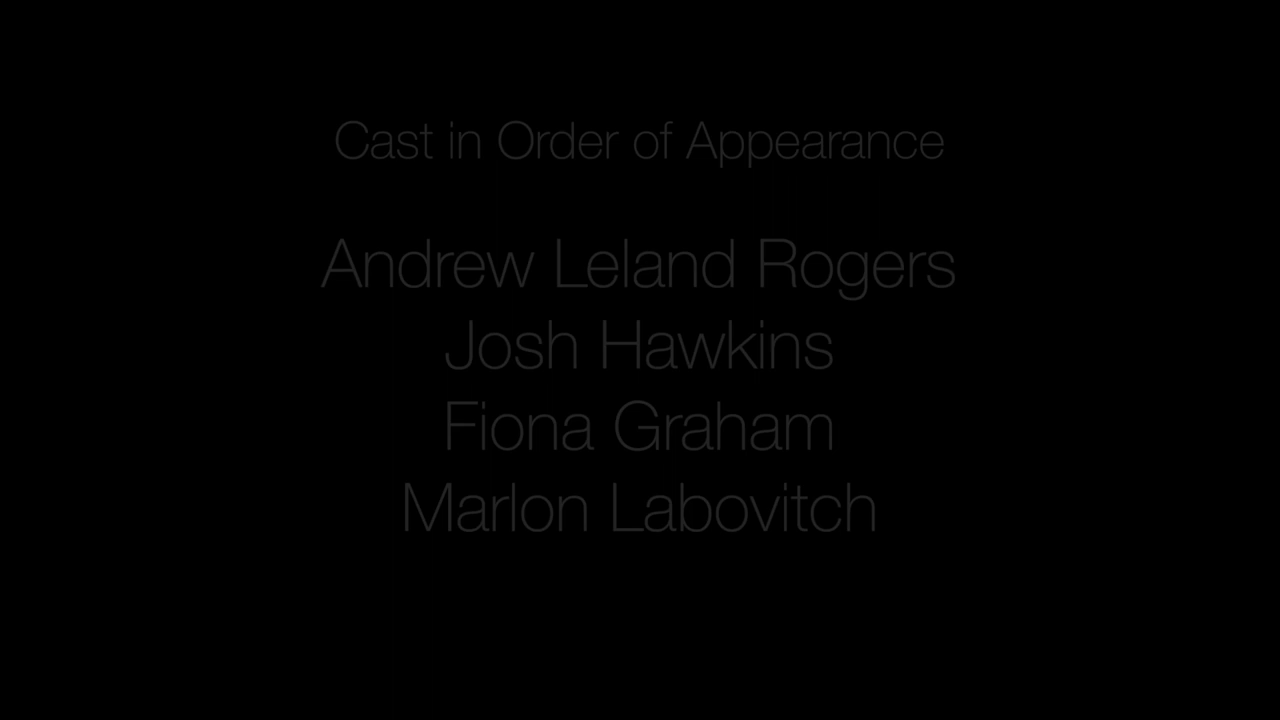 Cast in Order of Appearance
Andrew Leland Rogers
Josh Hawkins
Fiona Graham
Marlon Labovitch